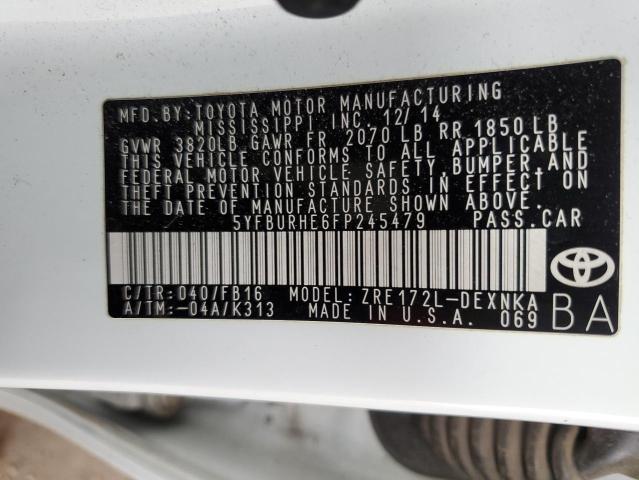 MFD.BY:TOYOTA MOTOR MANUFACTURING
MISSISSIPPI INC. 12/14
GVWR 3820LB GAWR FR 2070 LB RR 1850 LB
THIS VEHICLE CONFORMS TO ALL APPLICABLE
FEDERAL MOTOR VEHICLE SAFETY,BUMPER,AND
THEFT PREVENTION STANDARDS IN EFFECT ON
THE DATE OF MANUFACTURE SHOWN ABOVE.
5YFBURHE6FP245479 PASS.CAR
C/TR:040/FB16 MODEL:ZRE172L-DEXNKA
A/TM:-04A/K313 MADE IN U.S.A. 069
BA